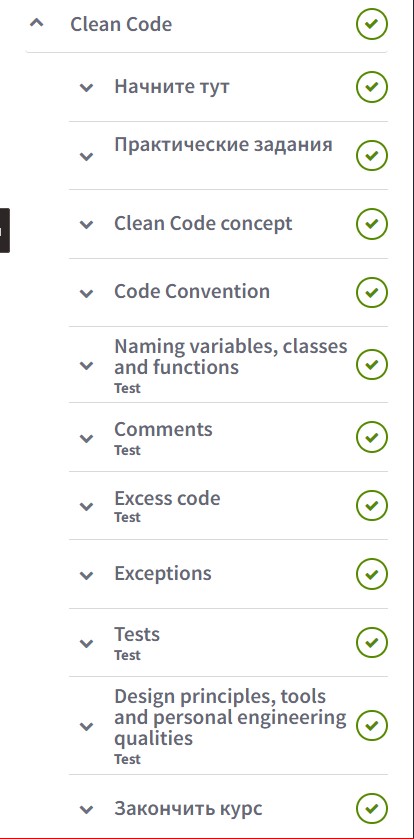 Clean Code
Начните тут
Практические задания
Clean Code concept
Code Convention
Naming variables, classes
and functions
Test
Comments
Test
Excess code
Test
Exceptions
Tests
Test
Design principles, tools
and personal engineering
qualities
Test
Закончить курс